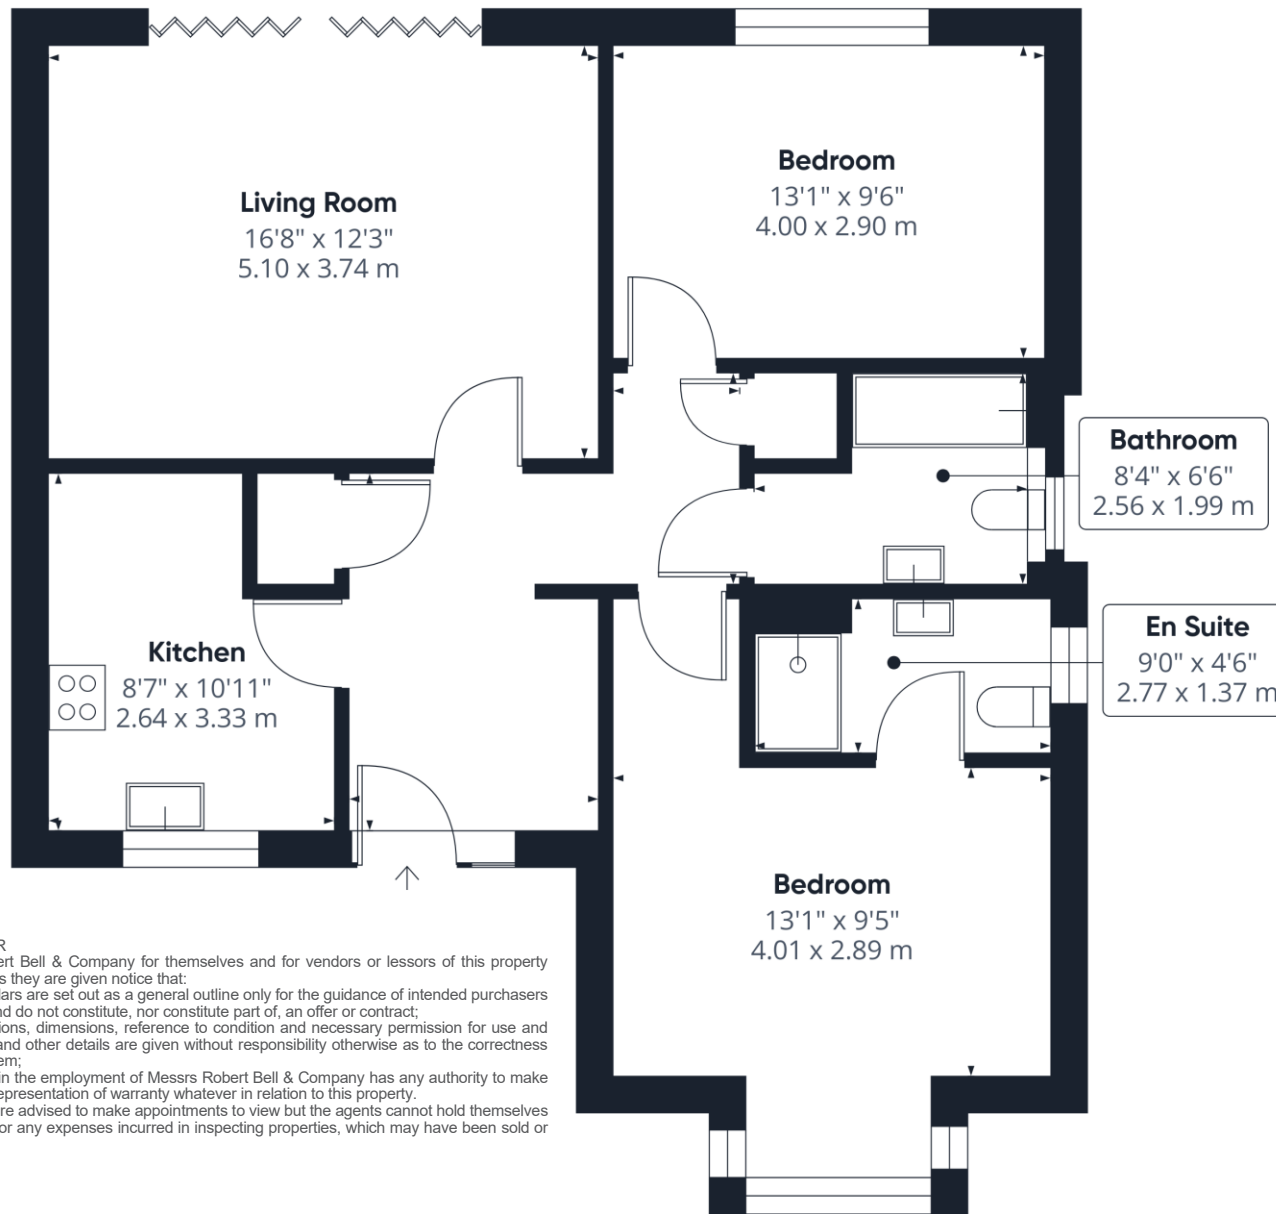 Living Room
16'8" x 12'3"
5.10 x 3.74 m
Bedroom
13'1" x 9'6"
4.00 x 2.90 m
Bathroom
8'4" x 6'6"
2.56 x 1.99 m
En Suite
9'0" x 4'6"
2.77 x 1.37 m
Kitchen
8'7" x 10'11"
2.64 x 3.33 m
Bedroom
13'1" x 9'5"
4.01 x 2.89 m
R
Bell & Company for themselves and for vendors or lessors of this property
they are given notice that:
are set out as a general outline only for the guidance of intended purchasers
do not constitute, nor constitute part of, an offer or contract;
dimensions, reference to condition and necessary permission for use and
and other details are given without responsibility otherwise as to the correctness
in the employment of Messrs Robert Bell & Company has any authority to make
representation of warranty whatever in relation to this property.
advised to make appointments to view but the agents cannot hold themselves
any expenses incurred in inspecting properties, which may have been sold or